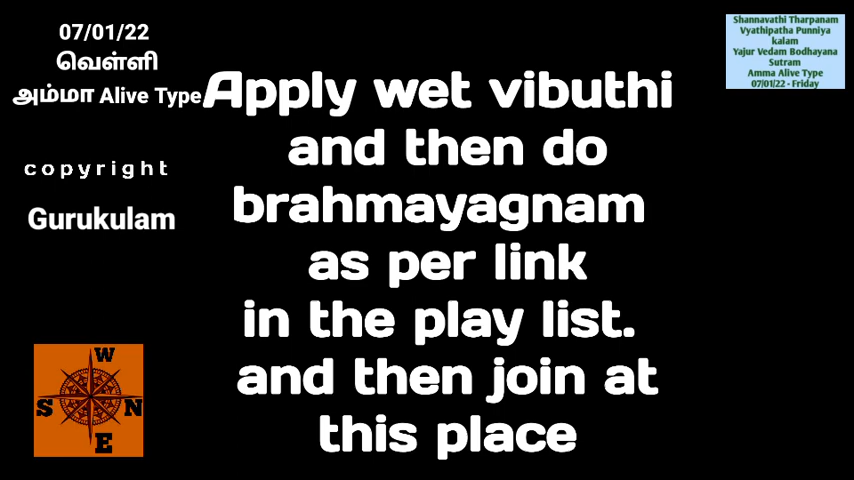 07/01/22
வெள்ளி
அம்மா Alive Type
copyright
Gurukulam
Apply wet vibuthi
and then do
brahmayagnam
as per link
in the play list.
and then join at
this place
Shannavathi Tharpanam
Vyathipatha Punniya
kalam
Yajur Vedam Bodhayana
Sutram
Amma Alive Type
07/01/22 - Friday
W
S N
E